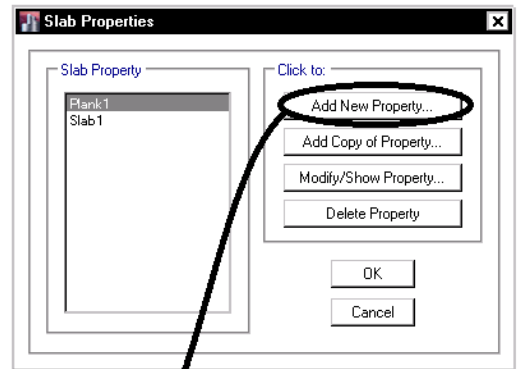 Slab Properties
Slab Property
Plank1
Slab1
Click to:
Add New Property...
Add Copy of Property...
Modify/Show Property...
Delete Property
OK
Cancel